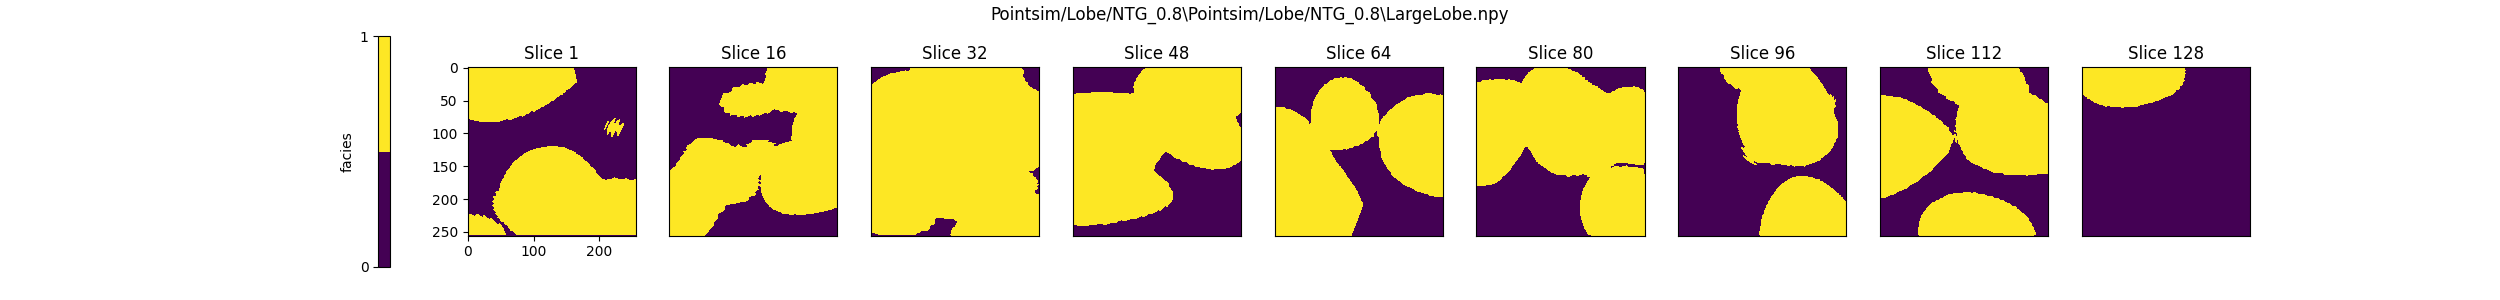 Pointsim/Lobe/NTG_0.8\Pointsim/Lobe/NTG_0.8\LargeLobe.npy
Slice 1 Slice 16 Slice 32 Slice 48 Slice 64 Slice 80 Slice 96 Slice 112 Slice 128
1
0
facies
0
50
100
150
200
250
0 100 200